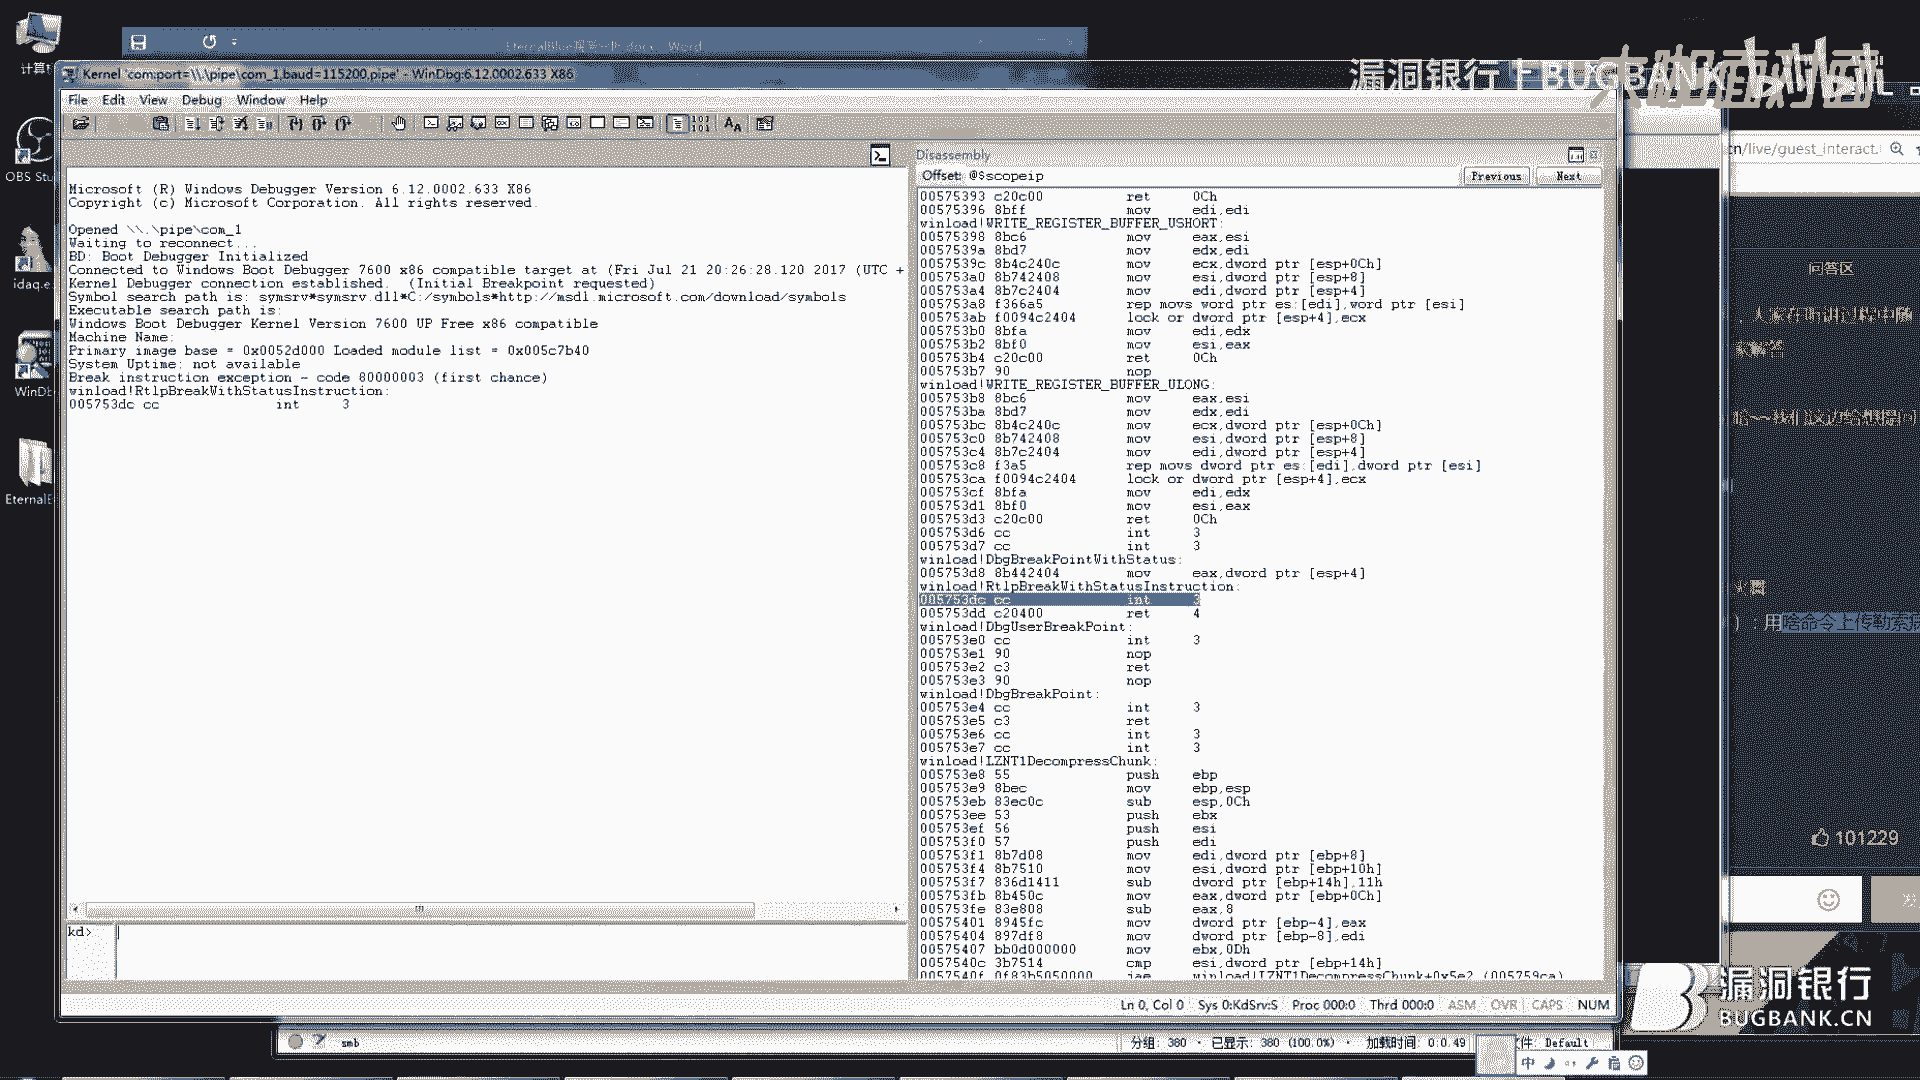 计算
EternalBlue
.docx - Word
Kernel 'com:port=\\.\pipe\com_1,baud=115200,pipe' - WinDbg:6.12.0002.633 X86
漏洞银行丨BUGBANK
File Edit View Debug Window Help
cn/live/guest_interact.
OBS Stu
idaq.e
WinDb
EternalB
Microsoft (R) Windows Debugger Version 6.12.0002.633 X86
Copyright (c) Microsoft Corporation. All rights reserved.
Opened \\.\pipe\com_1
Waiting to reconnect...
BD: Boot Debugger Initialized
Connected to Windows Boot Debugger 7600 x86 compatible target at (Fri Jul 21 20:26:28.120 2017 (UTC +
Kernel Debugger connection established.  (Initial Breakpoint requested)
Symbol search path is: symsrv*symsrv.dll*C:/symbols*http://msdl.microsoft.com/download/symbols
Executable search path is:
Windows Boot Debugger Kernel Version 7600 UP Free x86 compatible
Machine Name:
Primary image base = 0x0052d000 Loaded module list = 0x005c7b40
System Uptime: not available
Break instruction exception - code 80000003 (first chance)
winload!RtlpBreakWithStatusInstruction:
005753dc cc int 3
kd>
Disassembly
Offset: @$scopeip Previous Next
00575393 c20c00 ret 0Ch
00575396 8bff mov edi,edi
winload!WRITE_REGISTER_BUFFER_USHORT:
00575398 8bc6 mov eax,esi
0057539a 8bd7 mov edx,edi
0057539c 8b4c240c mov ecx,dword ptr [esp+0Ch]
005753a0 8b742408 mov esi,dword ptr [esp+8]
005753a4 8b7c2404 mov edi,dword ptr [esp+4]
005753a8 f366a5 rep movs word ptr es:[edi],word ptr [esi]
005753ab f0094c2404 lock or dword ptr [esp+4],ecx
005753b0 8bfa mov edi,edx
005753b2 8bf0 mov esi,eax
005753b4 c20c00 ret 0Ch
005753b7 90 nop
winload!WRITE_REGISTER_BUFFER_ULONG:
005753b8 8bc6 mov eax,esi
005753ba 8bd7 mov edx,edi
005753bc 8b4c240c mov ecx,dword ptr [esp+0Ch]
005753c0 8b742408 mov esi,dword ptr [esp+8]
005753c4 8b7c2404 mov edi,dword ptr [esp+4]
005753c8 f3a5 rep movs dword ptr es:[edi],dword ptr [esi]
005753ca f0094c2404 lock or dword ptr [esp+4],ecx
005753cf 8bfa mov edi,edx
005753d1 8bf0 mov esi,eax
005753d3 c20c00 ret 0Ch
005753d6 cc int 3
005753d7 cc int 3
winload!DbgBreakPointWithStatus:
005753d8 8b442404 mov eax,dword ptr [esp+4]
winload!RtlpBreakWithStatusInstruction:
005753dc cc int 3
005753dd c20400 ret 4
winload!DbgUserBreakPoint:
005753e0 cc int 3
005753e1 90 nop
005753e2 c3 ret
005753e3 90 nop
winload!DbgBreakPoint:
005753e4 cc int 3
005753e5 c3 ret
005753e6 cc int 3
005753e7 cc int 3
winload!LZNT1DecompressChunk:
005753e8 55 push ebp
005753e9 8bec mov ebp,esp
005753eb 83ec0c sub esp,0Ch
005753ee 53 push ebx
005753ef 56 push esi
005753f0 57 push edi
005753f1 8b7d08 mov edi,dword ptr [ebp+8]
005753f4 8b7510 mov esi,dword ptr [ebp+10h]
005753f7 836d1411 sub dword ptr [ebp+14h],11h
005753fb 8b450c mov eax,dword ptr [ebp+0Ch]
005753fe 83e808 sub eax,8
00575401 8945fc mov dword ptr [ebp-4],eax
00575404 897df8 mov dword ptr [ebp-8],edi
00575407 bb0d000000 mov ebx,0Dh
0057540c 3b7514 cmp esi,dword ptr [ebp+14h]
0057540f 0f83b5050000 jae winload!LZNT1DecompressChunk+0x5e2 (005759ca)
Ln 0, Col 0 Sys 0:KdSrv:S Proc 000:0 Thrd 000:0 ASM OVR CAPS NUM
问答区
，大家在听讲过程中随
：用啥命令上传勒索病
101229
漏洞银行
BUGBANK.CN
smb
分组: 380 · 已显示: 380 (100.0%) · 加载时间: 0:0.49
件: Default
中